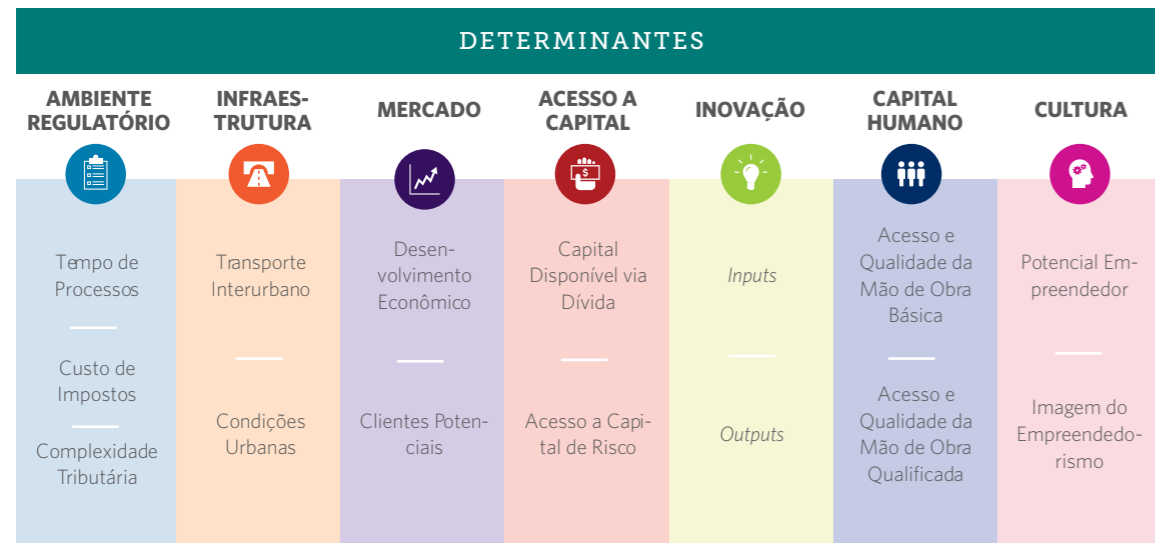 DETERMINANTES
AMBIENTE
REGULATÓRIO
INFRAES-
TRUTURA
MERCADO
ACESSO A
CAPITAL
INOVAÇÃO
CAPITAL
HUMANO
CULTURA
$
Tempo de
Processos
Custo de
Impostos
Complexidade
Tributária
Transporte
Interurbano
Condições
Urbanas
Desen-
volvimento
Econômico
Clientes Poten-
ciais
Capital
Disponível via
Dívida
Acesso a Capi-
tal de Risco
Inputs
Outputs
Acesso e
Qualidade da
Mão de Obra
Básica
Acesso e
Qualidade da
Mão de Obra
Qualificada
Potencial Em-
preendedor
Imagem do
Empreendedo-
rismo